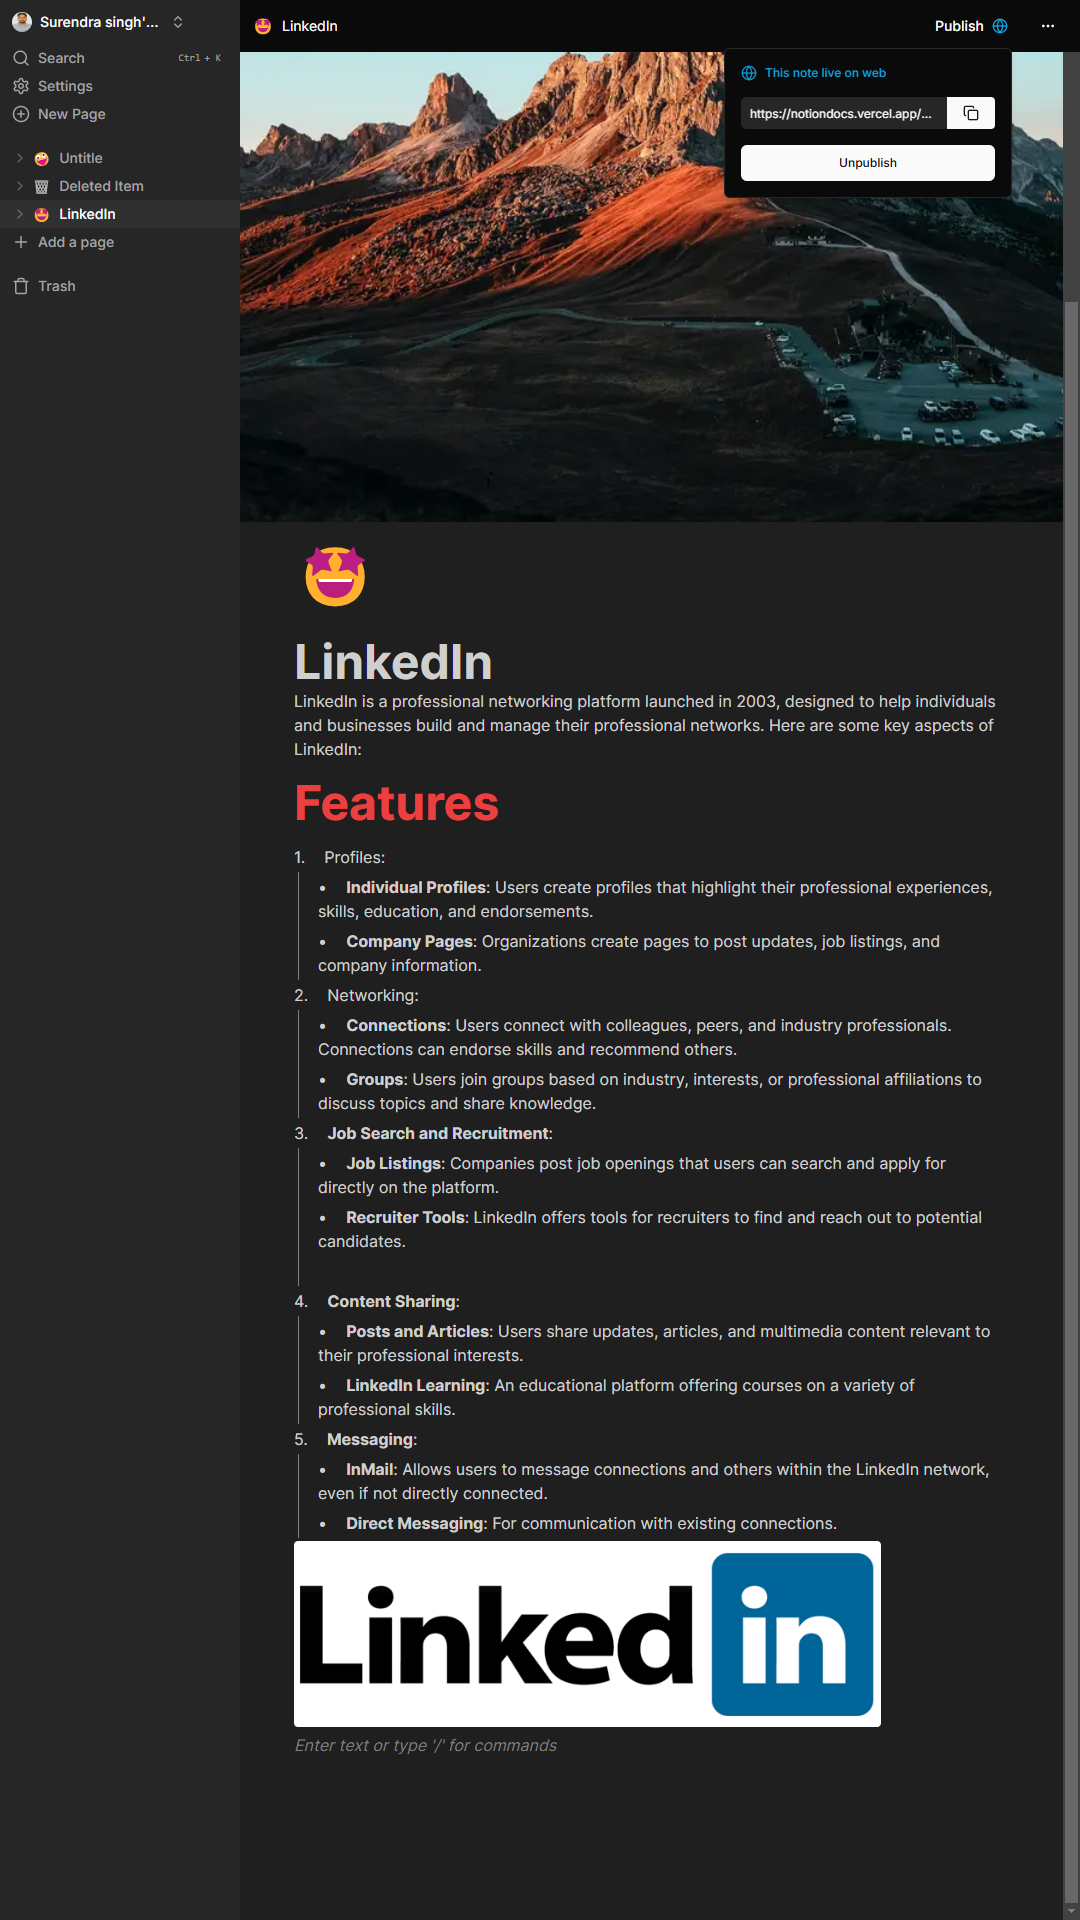 Surendra singh'...
Search Ctrl + K
Settings
New Page
Untitle
Deleted Item
LinkedIn
Add a page
Trash
LinkedIn
Publish
This note live on web
https://notiondocs.vercel.app/...
Unpublish
LinkedIn
LinkedIn is a professional networking platform launched in 2003, designed to help individuals
and businesses build and manage their professional networks. Here are some key aspects of
LinkedIn:
Features
1. Profiles:
• Individual Profiles: Users create profiles that highlight their professional experiences,
skills, education, and endorsements.
• Company Pages: Organizations create pages to post updates, job listings, and
company information.
2. Networking:
• Connections: Users connect with colleagues, peers, and industry professionals.
Connections can endorse skills and recommend others.
• Groups: Users join groups based on industry, interests, or professional affiliations to
discuss topics and share knowledge.
3. Job Search and Recruitment:
• Job Listings: Companies post job openings that users can search and apply for
directly on the platform.
• Recruiter Tools: LinkedIn offers tools for recruiters to find and reach out to potential
candidates.
4. Content Sharing:
• Posts and Articles: Users share updates, articles, and multimedia content relevant to
their professional interests.
• LinkedIn Learning: An educational platform offering courses on a variety of
professional skills.
5. Messaging:
• InMail: Allows users to message connections and others within the LinkedIn network,
even if not directly connected.
• Direct Messaging: For communication with existing connections.
Linked in
Enter text or type '/' for commands